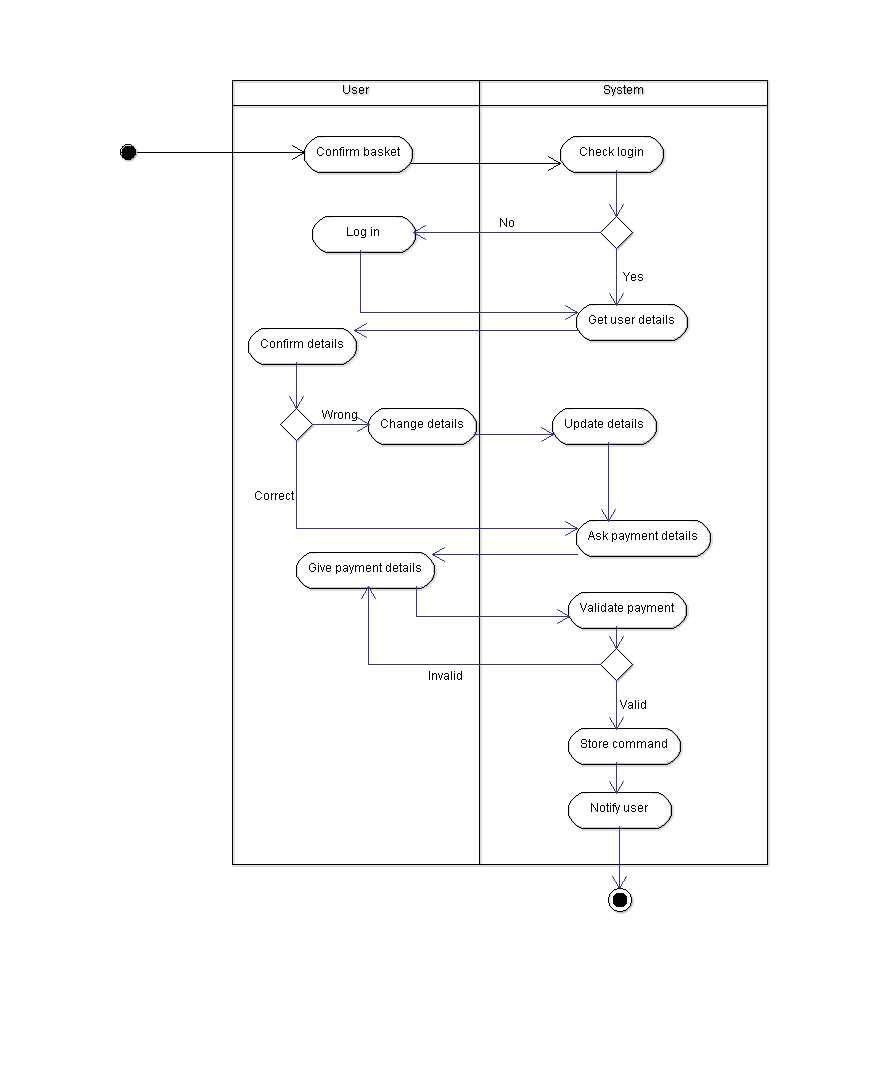 User
System
Confirm basket
Check login
No
Log in
Yes
Get user details
Confirm details
Wrong
Change details
Update details
Correct
Ask payment details
Give payment details
Validate payment
Invalid
Valid
Store command
Notify user